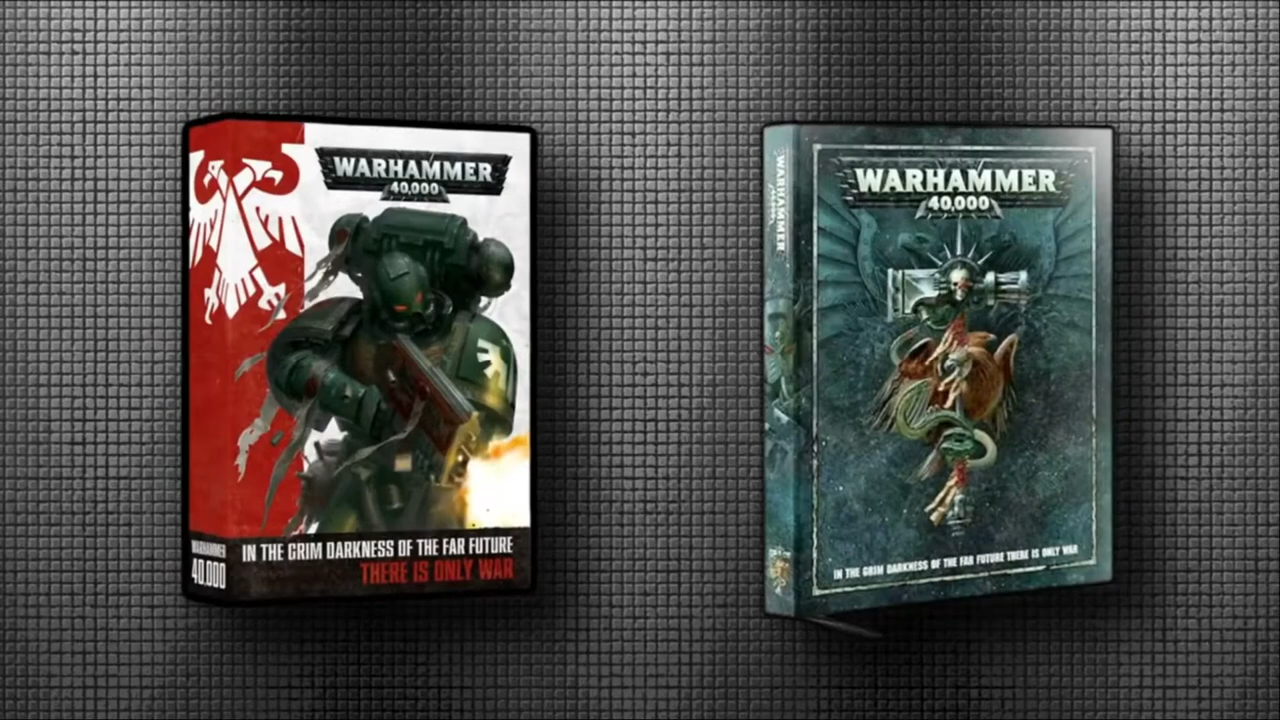 WARHAMMER
40,000
WARHAMMER
40,000
IN THE GRIM DARKNESS OF THE FAR FUTURE
THERE IS ONLY WAR
WARHAMMER
WARHAMMER
40,000
IN THE GRIM DARKNESS OF THE FAR FUTURE THERE IS ONLY WAR